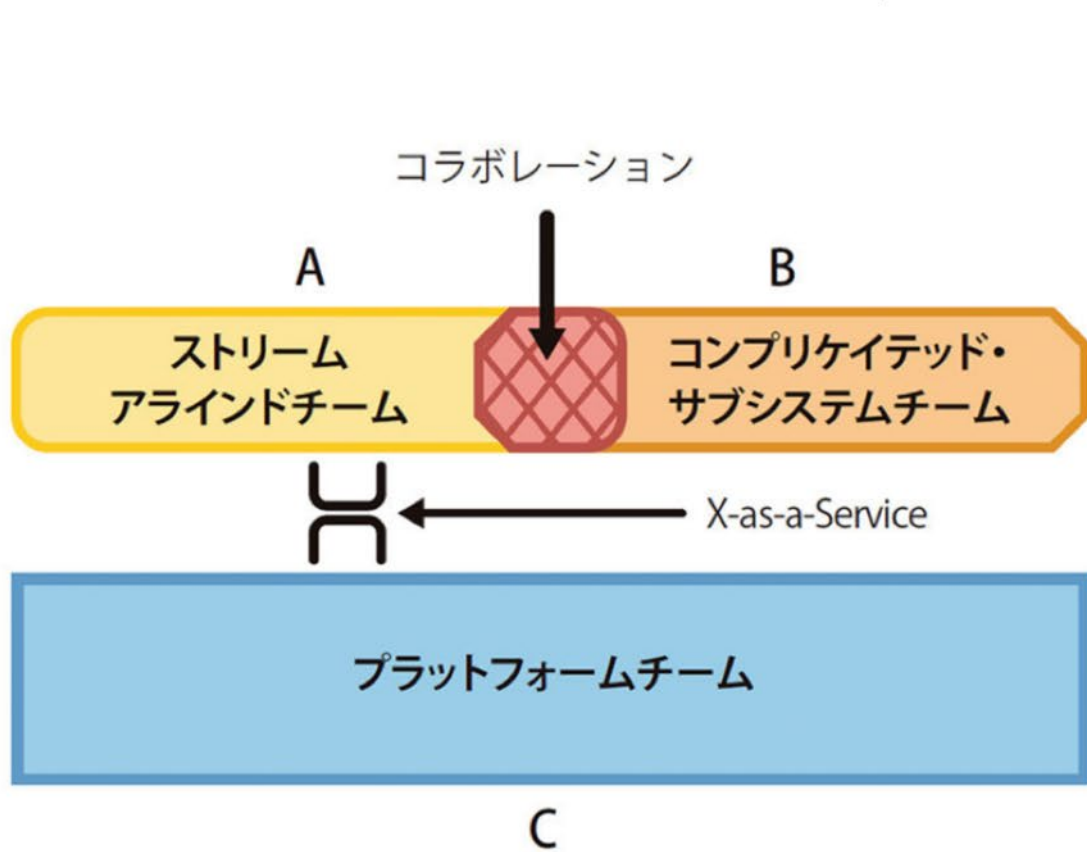 コラボレーション
A
B
ストリーム
アラインドチーム
コンプリケイテッド・
サブシステムチーム
X-as-a-Service
プラットフォームチーム
C